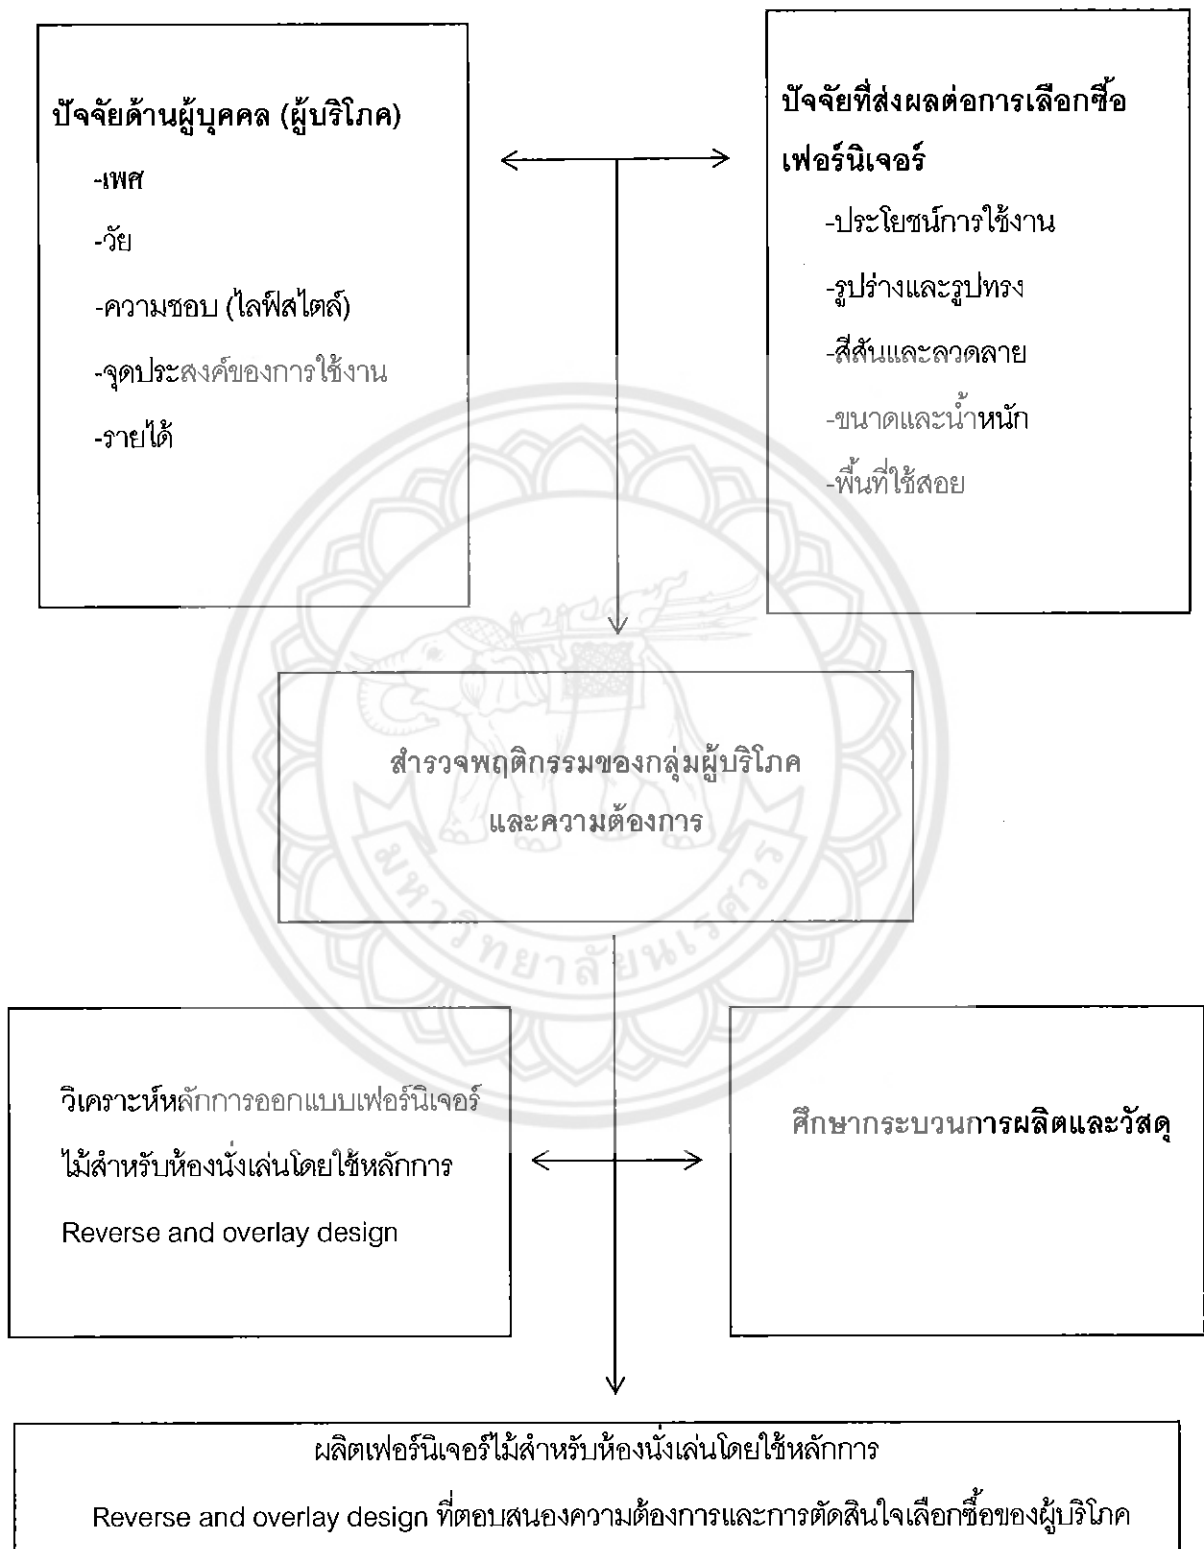 ปัจจัยด้านผู้บุคคล (ผู้บริโภค)
-เพศ
-วัย
-ความชอบ (ไลฟ์สไตล์)
-จุดประสงค์ของการใช้งาน
-รายได้
ปัจจัยที่ส่งผลต่อการเลือกซื้อ
เฟอร์นิเจอร์
-ประโยชน์การใช้งาน
-รูปร่างและรูปทรง
-สีสันและลวดลาย
-ขนาดและน้ำหนัก
-พื้นที่ใช้สอย
สำรวจพฤติกรรมของกลุ่มผู้บริโภค
และความต้องการ
มหาวิทยาลัยนเรศวร
วิเคราะห์หลักการออกแบบเฟอร์นิเจอร์
ไม้สำหรับห้องนั่งเล่นโดยใช้หลักการ
Reverse and overlay design
ศึกษากระบวนการผลิตและวัสดุ
ผลิตเฟอร์นิเจอร์ไม้สำหรับห้องนั่งเล่นโดยใช้หลักการ
Reverse and overlay design ที่ตอบสนองความต้องการและการตัดสินใจเลือกซื้อของผู้บริโภค